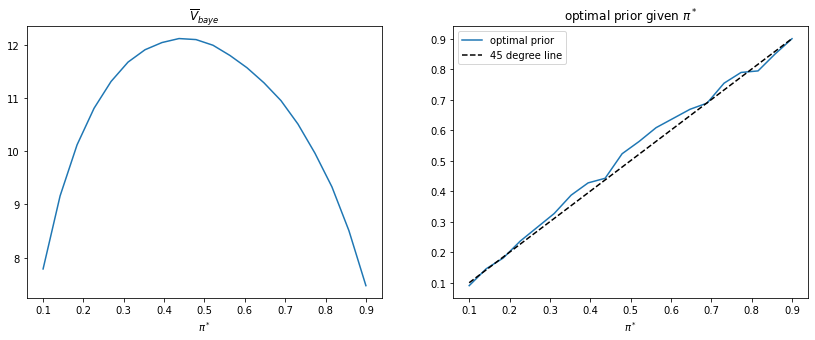 V̅_baye
12
11
10
9
8
0.1 0.2 0.3 0.4 0.5 0.6 0.7 0.8 0.9
π*
optimal prior given π*
optimal prior
45 degree line
0.9
0.8
0.7
0.6
0.5
0.4
0.3
0.2
0.1
0.1 0.2 0.3 0.4 0.5 0.6 0.7 0.8 0.9
π*